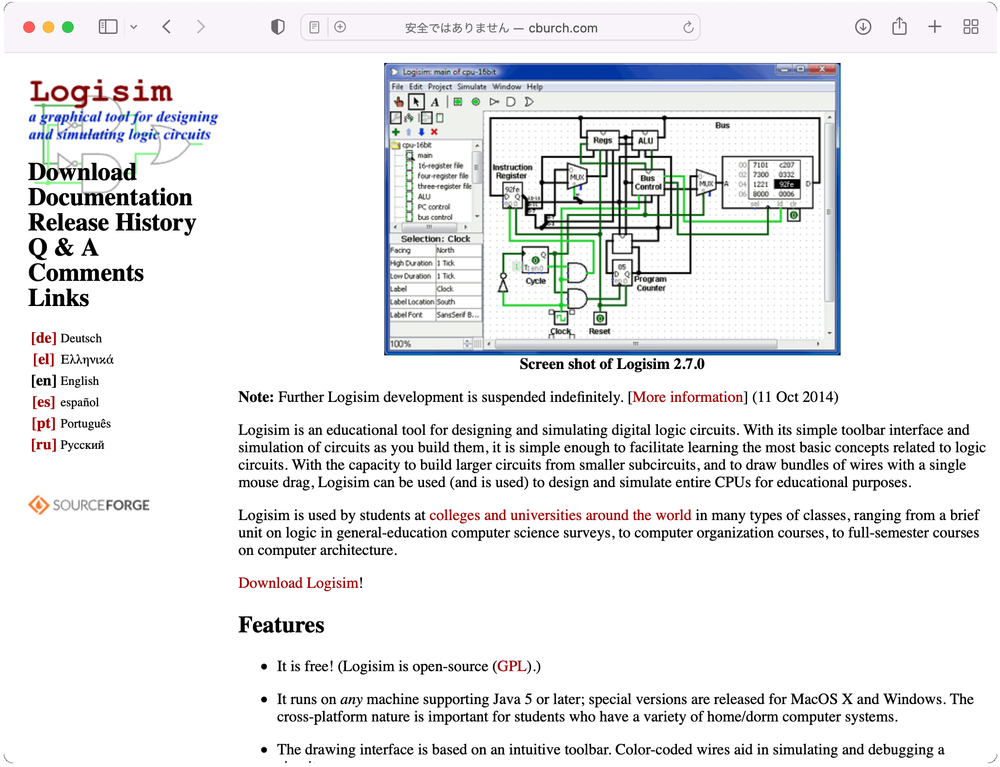 安全ではありません — cburch.com
Logisim
a graphical tool for designing
and simulating logic circuits
Download
Documentation
Release History
Q & A
Comments
Links
[de] Deutsch
[el] Ελληνικά
[en] English
[es] español
[pt] Português
[ru] Русский
SOURCEFORGE
Logisim: main of cpu-16bit
File Edit Project Simulate Window Help
A
cpu-16bit
main
16-register file
four-register file
three-register file
ALU
PC control
bus control
Selection: Clock
Facing North
High Duration 1 Tick
Low Duration 1 Tick
Label Clock
Label Location South
Label Font SansSerif B...
100%
Bus
Regs
ALU
Instruction
Register
92fe
D Q
MUX
Bus
Control
MUX
A
00 7101 c207
02 7300 0332
04 1221 92fe
06 8000 0006
D
sel ld clr
0
Q
0
1
Cycle
05
D Q
Program
Counter
Clock
0
Reset
Screen shot of Logisim 2.7.0
Note: Further Logisim development is suspended indefinitely. [More information] (11 Oct 2014)
Logisim is an educational tool for designing and simulating digital logic circuits. With its simple toolbar interface and
simulation of circuits as you build them, it is simple enough to facilitate learning the most basic concepts related to logic
circuits. With the capacity to build larger circuits from smaller subcircuits, and to draw bundles of wires with a single
mouse drag, Logisim can be used (and is used) to design and simulate entire CPUs for educational purposes.
Logisim is used by students at colleges and universities around the world in many types of classes, ranging from a brief
unit on logic in general-education computer science surveys, to computer organization courses, to full-semester courses
on computer architecture.
Download Logisim!
Features
• It is free! (Logisim is open-source (GPL).)
• It runs on any machine supporting Java 5 or later; special versions are released for MacOS X and Windows. The
cross-platform nature is important for students who have a variety of home/dorm computer systems.
• The drawing interface is based on an intuitive toolbar. Color-coded wires aid in simulating and debugging a